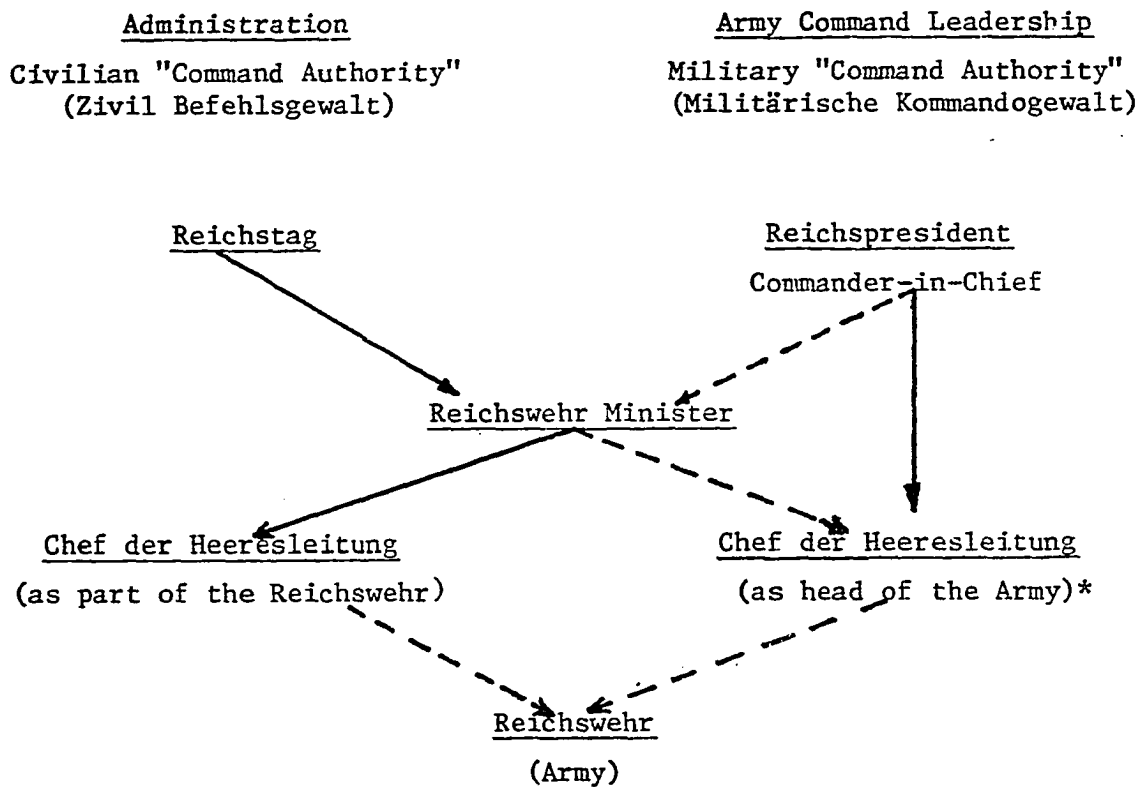 Administration
Civilian "Command Authority"
(Zivil Befehlsgewalt)
Army Command Leadership
Military "Command Authority"
(Militärische Kommandogewalt)
Reichstag
Reichspresident
Commander-in-Chief
Reichswehr Minister
Chef der Heeresleitung
(as part of the Reichswehr)
Chef der Heeresleitung
(as head of the Army)*
Reichswehr
(Army)